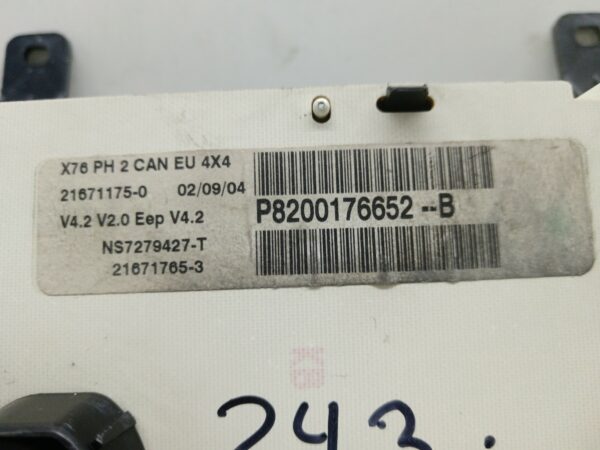 X76 PH 2 CAN EU 4X4
21671175-0 02/09/04
V4.2 V2.0 Eep V4.2
NS7279427-T
21671765-3
P8200176652 --B
243.